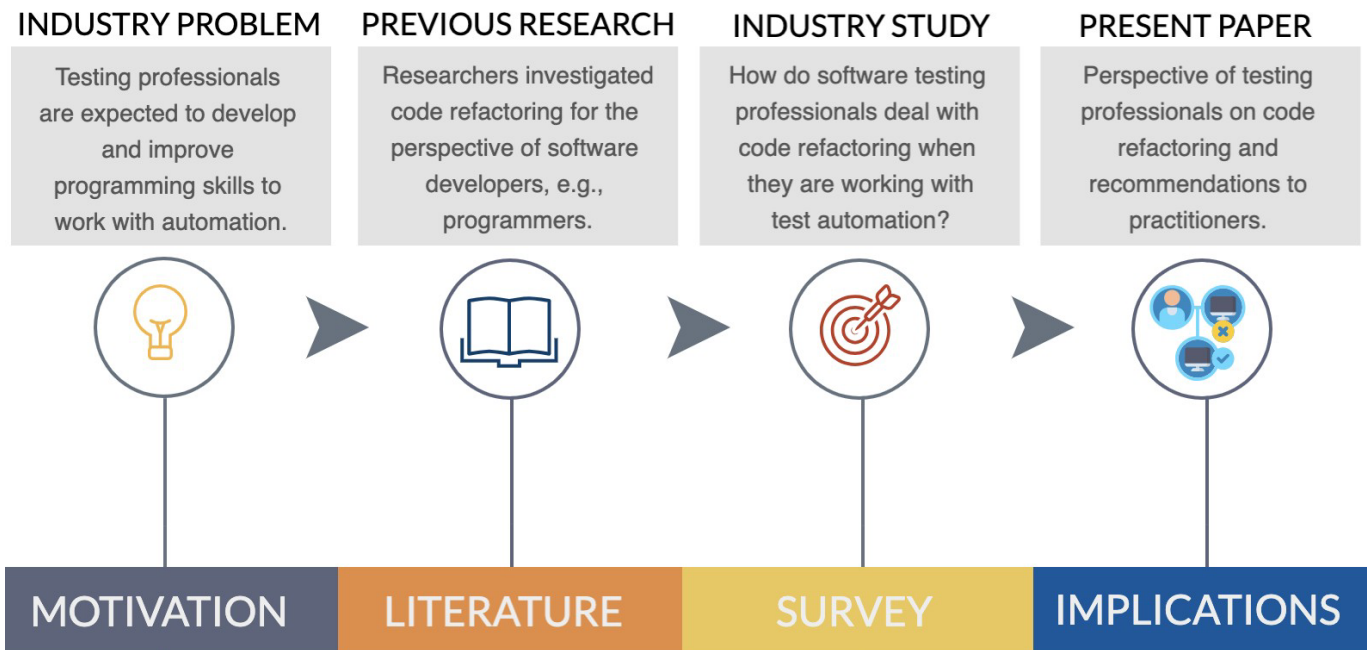 INDUSTRY PROBLEM
Testing professionals
are expected to develop
and improve
programming skills to
work with automation.
PREVIOUS RESEARCH
Researchers investigated
code refactoring for the
perspective of software
developers, e.g.,
programmers.
INDUSTRY STUDY
How do software testing
professionals deal with
code refactoring when
they are working with
test automation?
PRESENT PAPER
Perspective of testing
professionals on code
refactoring and
recommendations to
practitioners.
MOTIVATION
LITERATURE
SURVEY
IMPLICATIONS